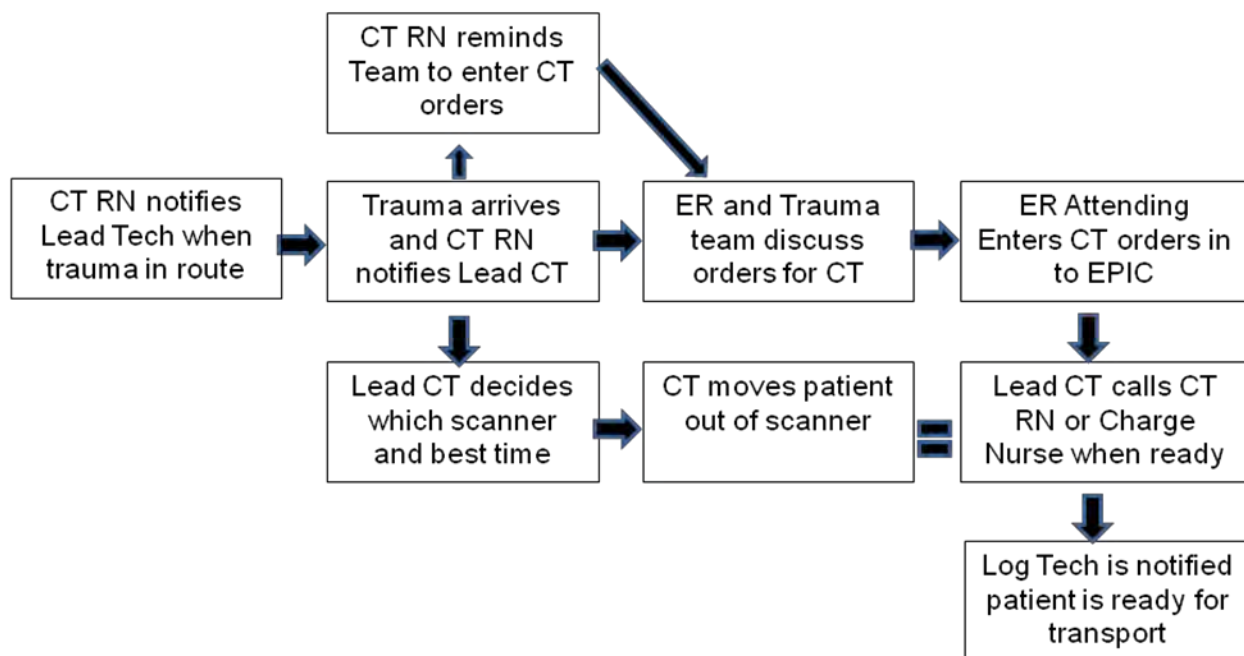 CT RN reminds
Team to enter CT
orders
CT RN notifies
Lead Tech when
trauma in route
Trauma arrives
and CT RN
notifies Lead CT
ER and Trauma
team discuss
orders for CT
ER Attending
Enters CT orders in
to EPIC
Lead CT decides
which scanner
and best time
CT moves patient
out of scanner
Lead CT calls CT
RN or Charge
Nurse when ready
Log Tech is notified
patient is ready for
transport